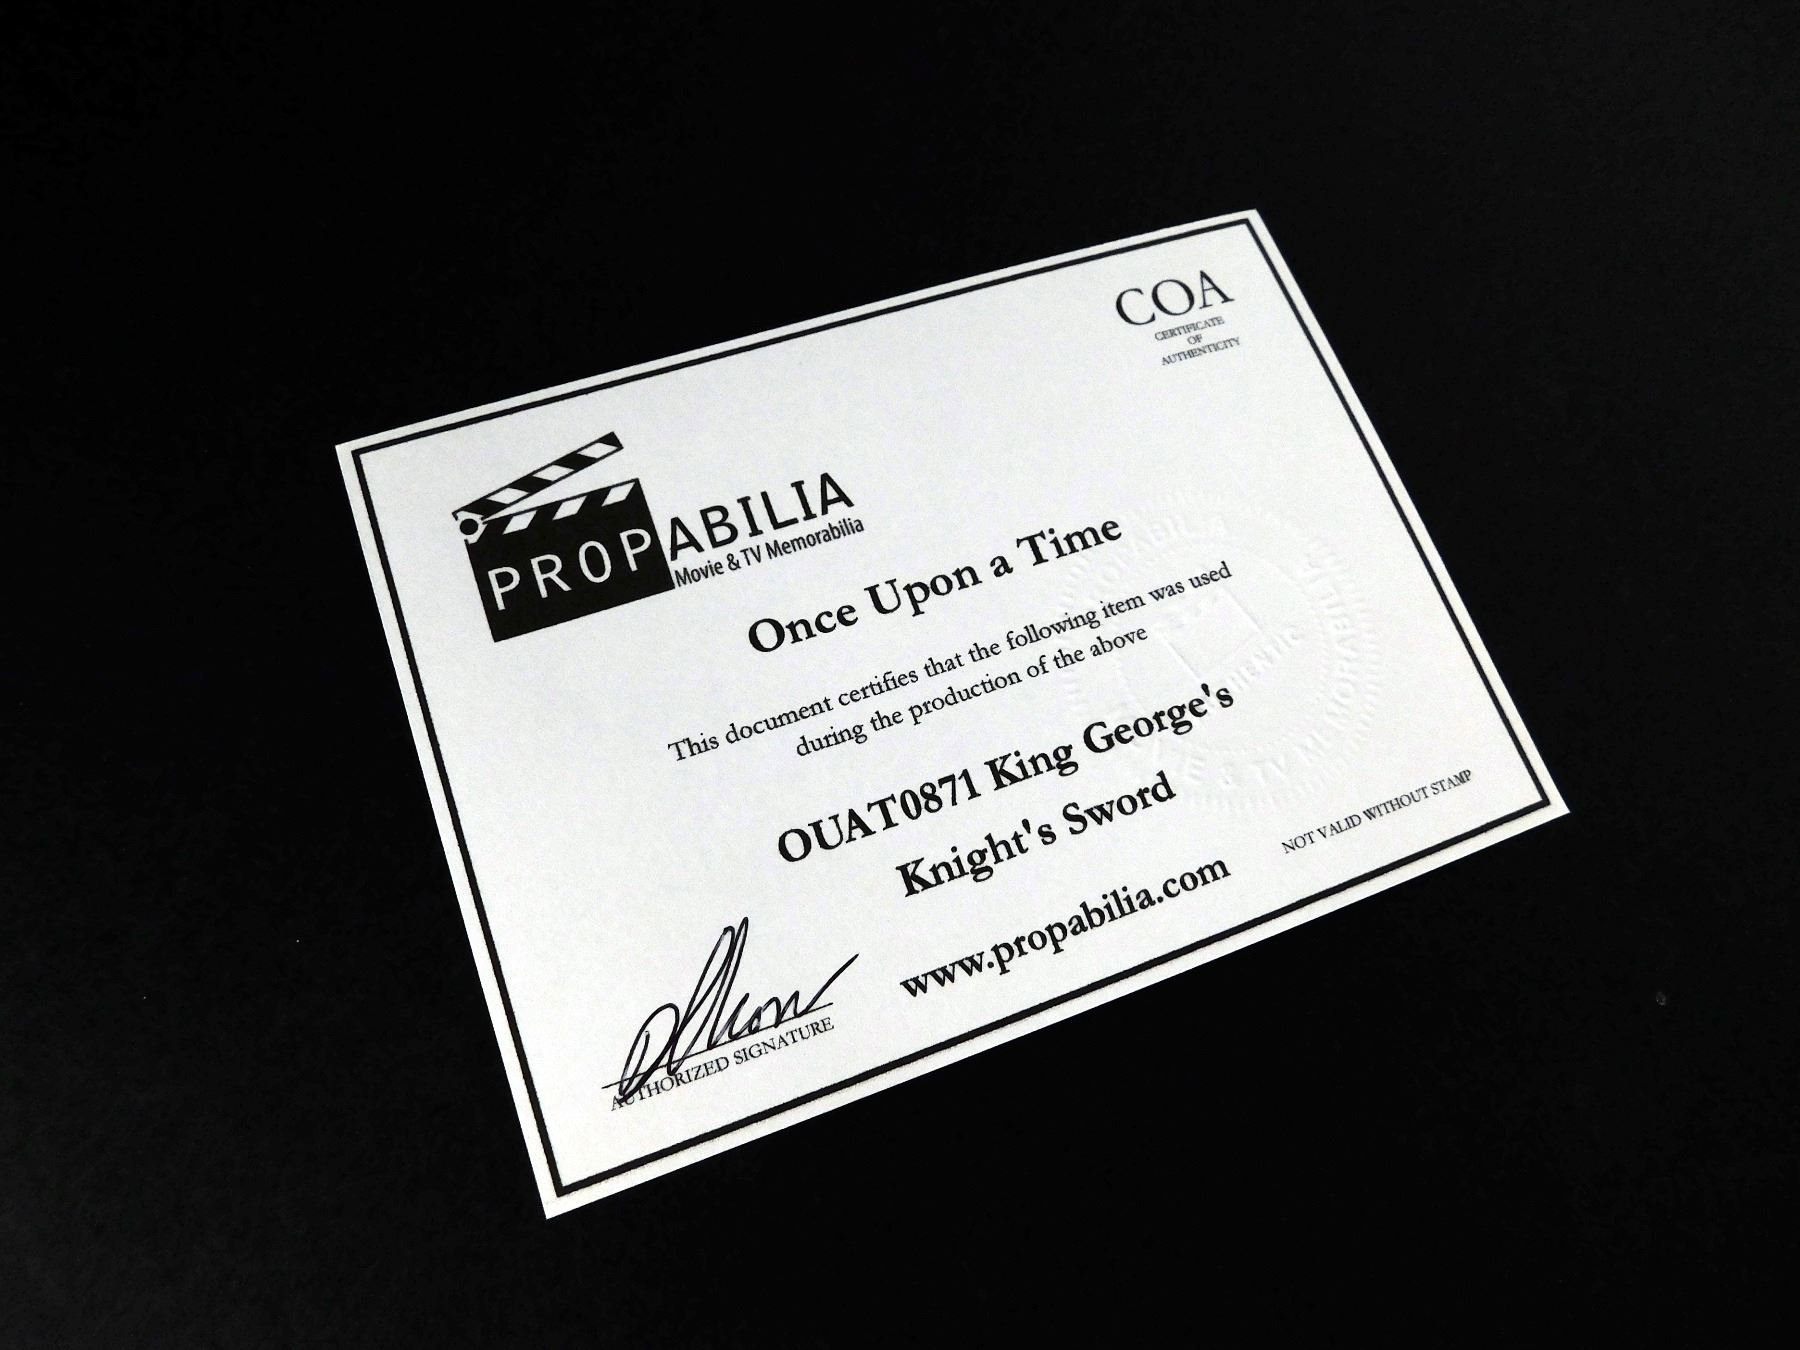 COA
CERTIFICATE
OF
AUTHENTICITY
PROPABILIA
Movie & TV Memorabilia
Once Upon a Time
This document certifies that the following item was used
during the production of the above
OUAT0871 King George's
Knight's Sword
www.propabilia.com
NOT VALID WITHOUT STAMP
AUTHORIZED SIGNATURE